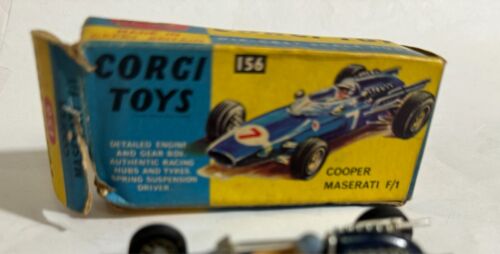 CORGI
TOYS
156
7
7
DETAILED ENGINE
AND GEAR BOX
AUTHENTIC RACING
HUBS AND TYRES
SPRING SUSPENSION
DRIVER.
COOPER
MASERATI F/1